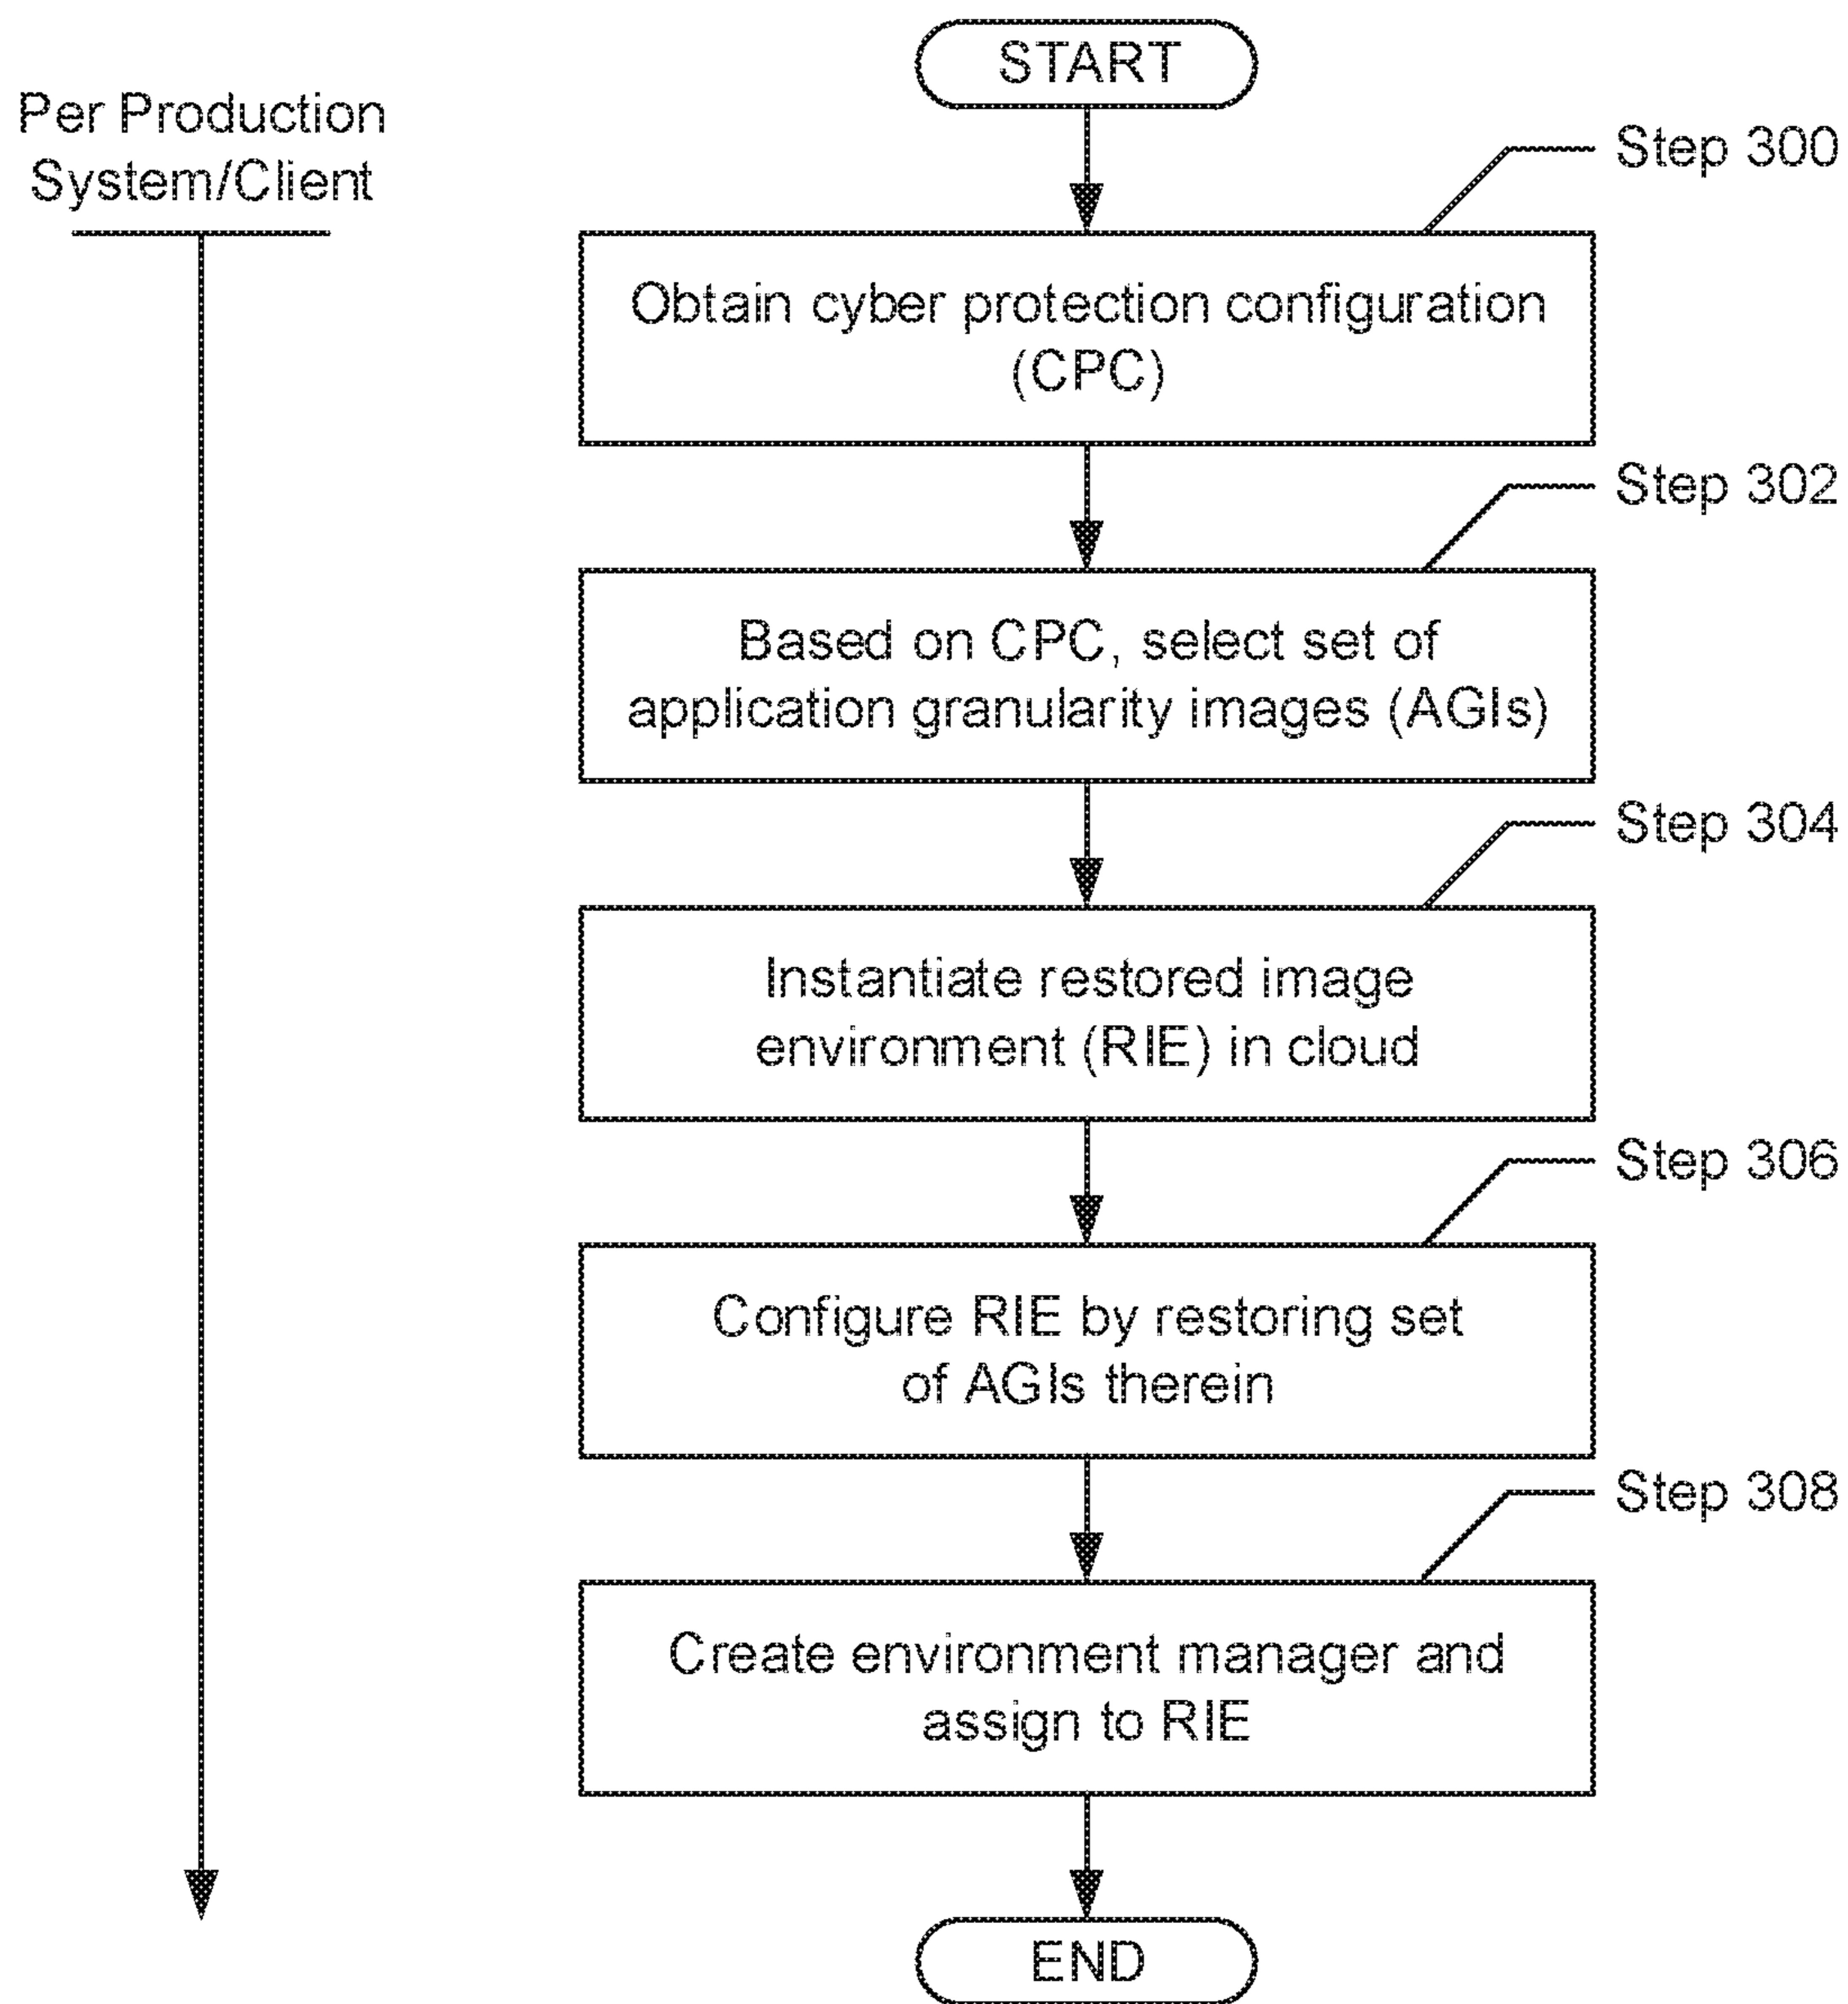 START
Per Production
System/Client
Step 300
Obtain cyber protection configuration
(CPC)
Step 302
Based on CPC, select set of
application granularity images (AGIs)
Step 304
Instantiate restored image
environment (RIE) in cloud
Step 306
Configure RIE by restoring set
of AGIs therein
Step 308
Create environment manager and
assign to RIE
END